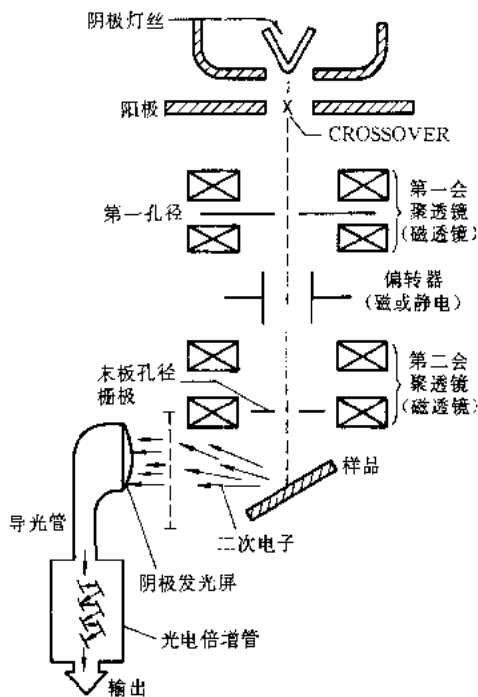 阴极灯丝
阳极
CROSSOVER
第一会
聚透镜
(磁透镜)
第一孔径
偏转器
(磁或静电)
第二会
聚透镜
(磁透镜)
末板孔径
栅极
样品
二次电子
导光管
阴极发光屏
光电倍增管
输出